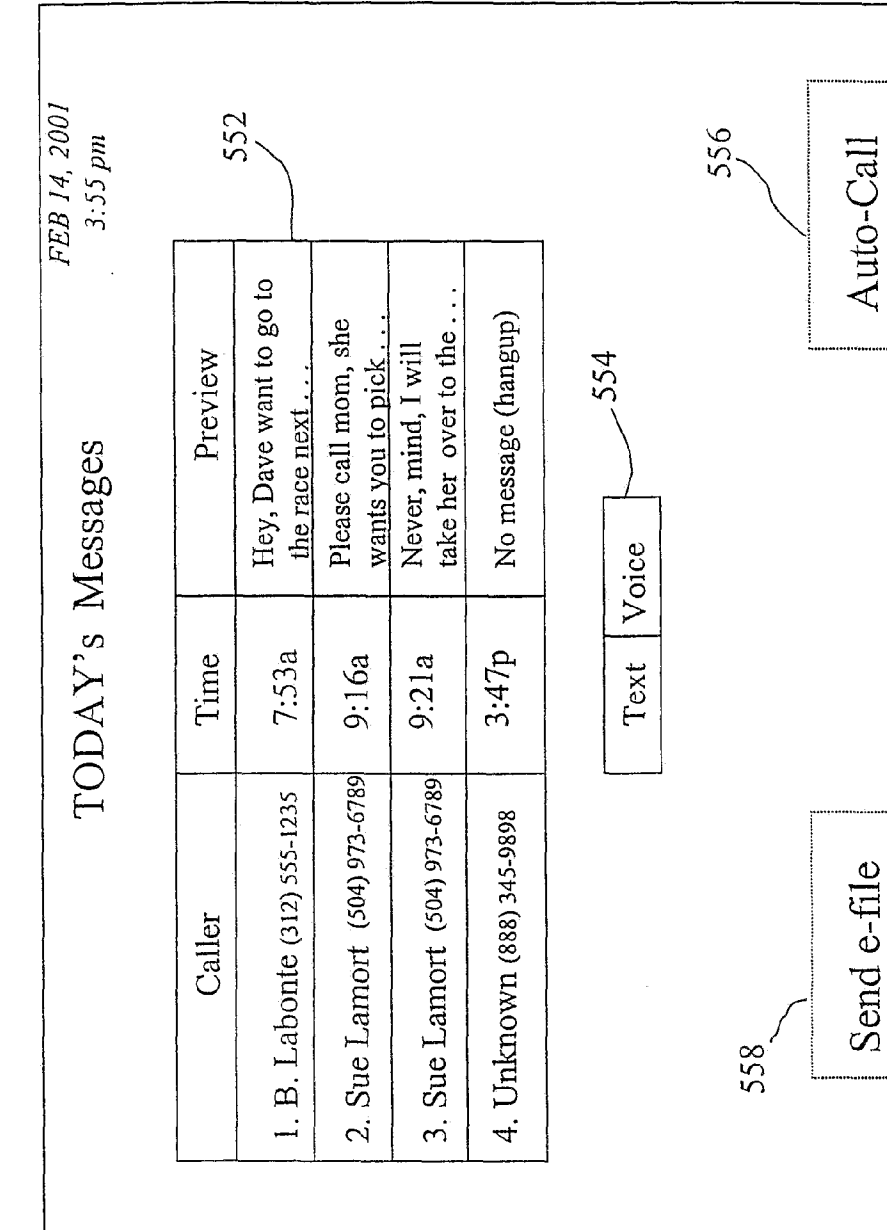 FEB 14, 2001
3:55 pm
TODAY's Messages
552
Caller Time Preview
1. B. Labonte (312) 555-1235 7:53a Hey, Dave want to go to
the race next . . .
2. Sue Lamort (504) 973-6789 9:16a Please call mom, she
wants you to pick . . .
3. Sue Lamort (504) 973-6789 9:21a Never, mind, I will
take her over to the . . .
4. Unknown (888) 345-9898 3:47p No message (hangup)
554
Text Voice
558
556
Send e-file
Auto-Call